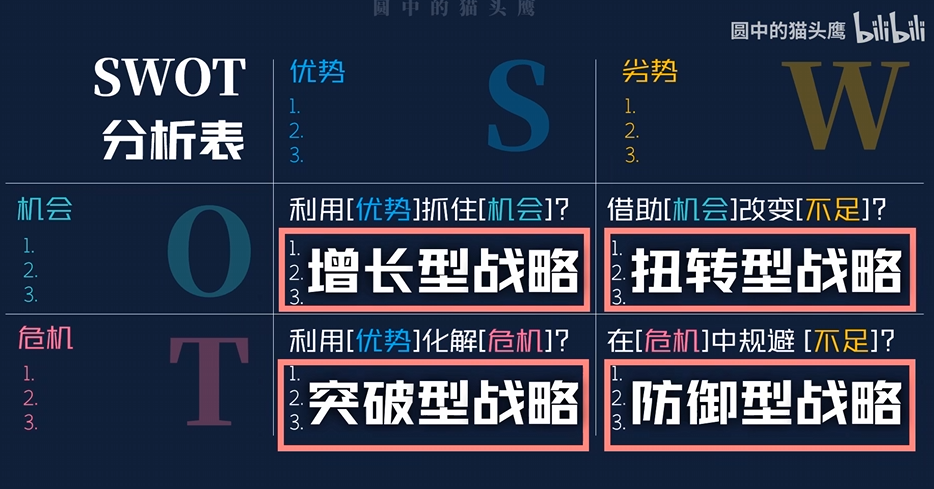 圆中的猫头鹰
圆中的猫头鹰 bilibili
SWOT
分析表
优势
1.
2.
3.
S
劣势
1.
2.
3.
W
机会
1.
2.
3.
O
利用[优势]抓住[机会]?
1.
2.
3.
增长型战略
借助[机会]改变[不足]?
1.
2.
3.
扭转型战略
危机
1.
2.
3.
T
利用[优势]化解[危机]?
1.
2.
3.
突破型战略
在[危机]中规避 [不足]?
1.
2.
3.
防御型战略